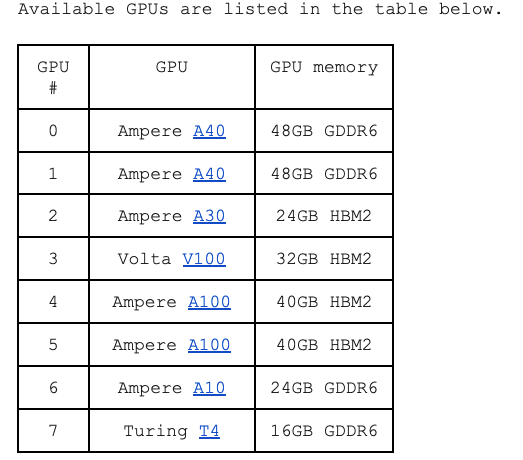 Available GPUs are listed in the table below.
GPU # GPU GPU memory
0 Ampere A40 48GB GDDR6
1 Ampere A40 48GB GDDR6
2 Ampere A30 24GB HBM2
3 Volta V100 32GB HBM2
4 Ampere A100 40GB HBM2
5 Ampere A100 40GB HBM2
6 Ampere A10 24GB GDDR6
7 Turing T4 16GB GDDR6